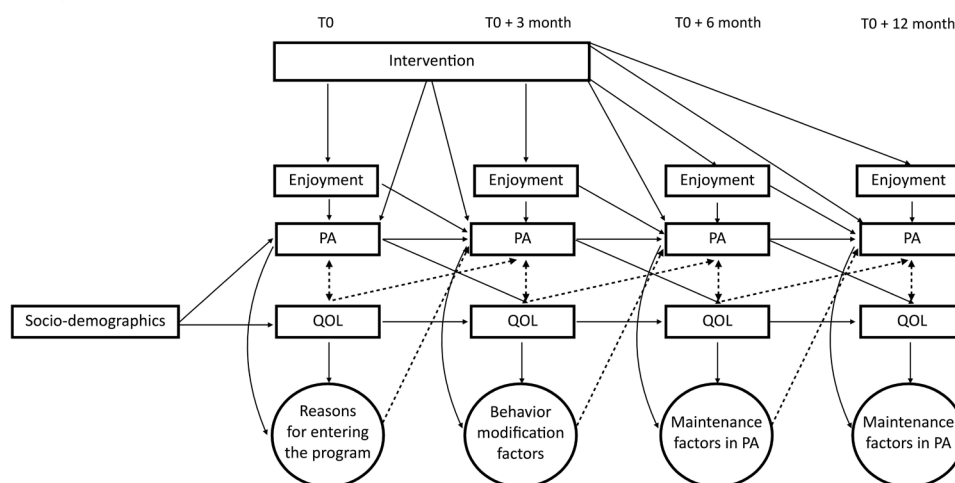 T0
T0 + 3 month
T0 + 6 month
T0 + 12 month
Intervention
Enjoyment
Enjoyment
Enjoyment
Enjoyment
PA
PA
PA
PA
Socio-demographics
QOL
QOL
QOL
QOL
Reasons
for entering
the program
Behavior
modification
factors
Maintenance
factors in PA
Maintenance
factors in PA